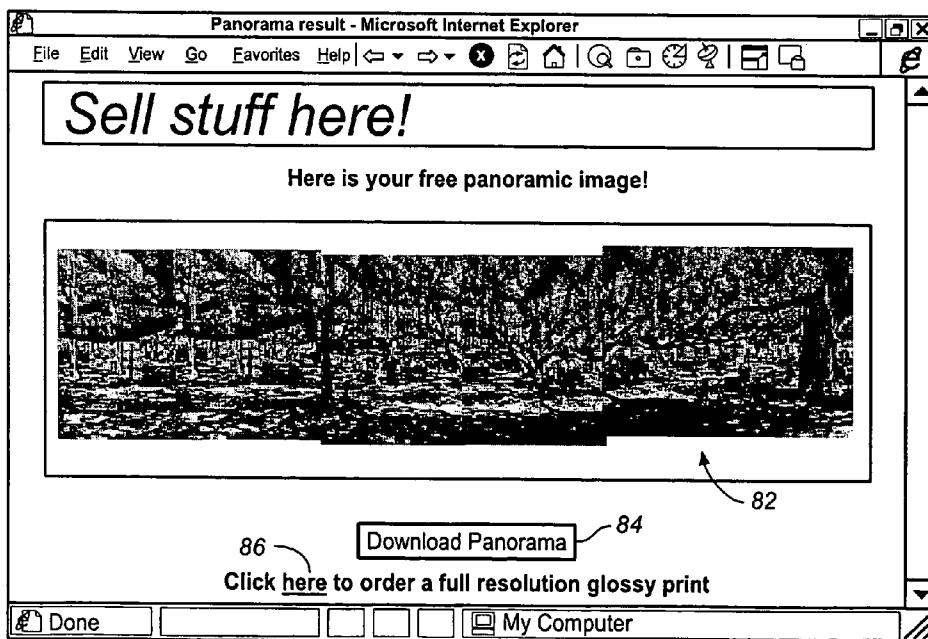 Panorama result - Microsoft Internet Explorer
File Edit View Go Favorites Help
Sell stuff here!
Here is your free panoramic image!
82
Download Panorama 84
86
Click here to order a full resolution glossy print
Done My Computer